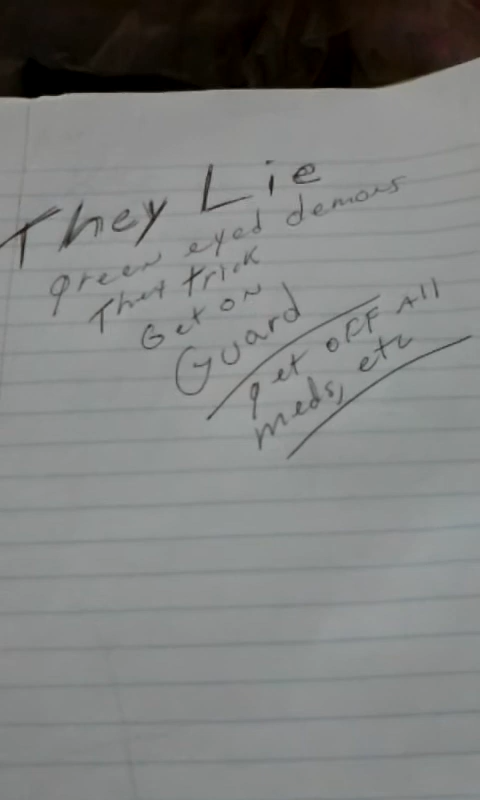 They Lie
green eyed demons
That trick
Get on
Guard
get off All
meds, etc